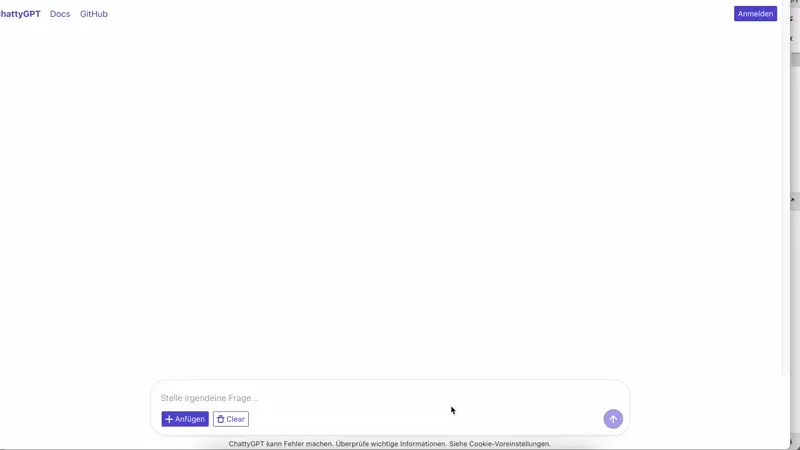 hattyGPT Docs GitHub Anmelden
Stelle irgendeine Frage...
Anfügen Clear
ChattyGPT kann Fehler machen. Überprüfe wichtige Informationen. Siehe Cookie-Voreinstellungen.